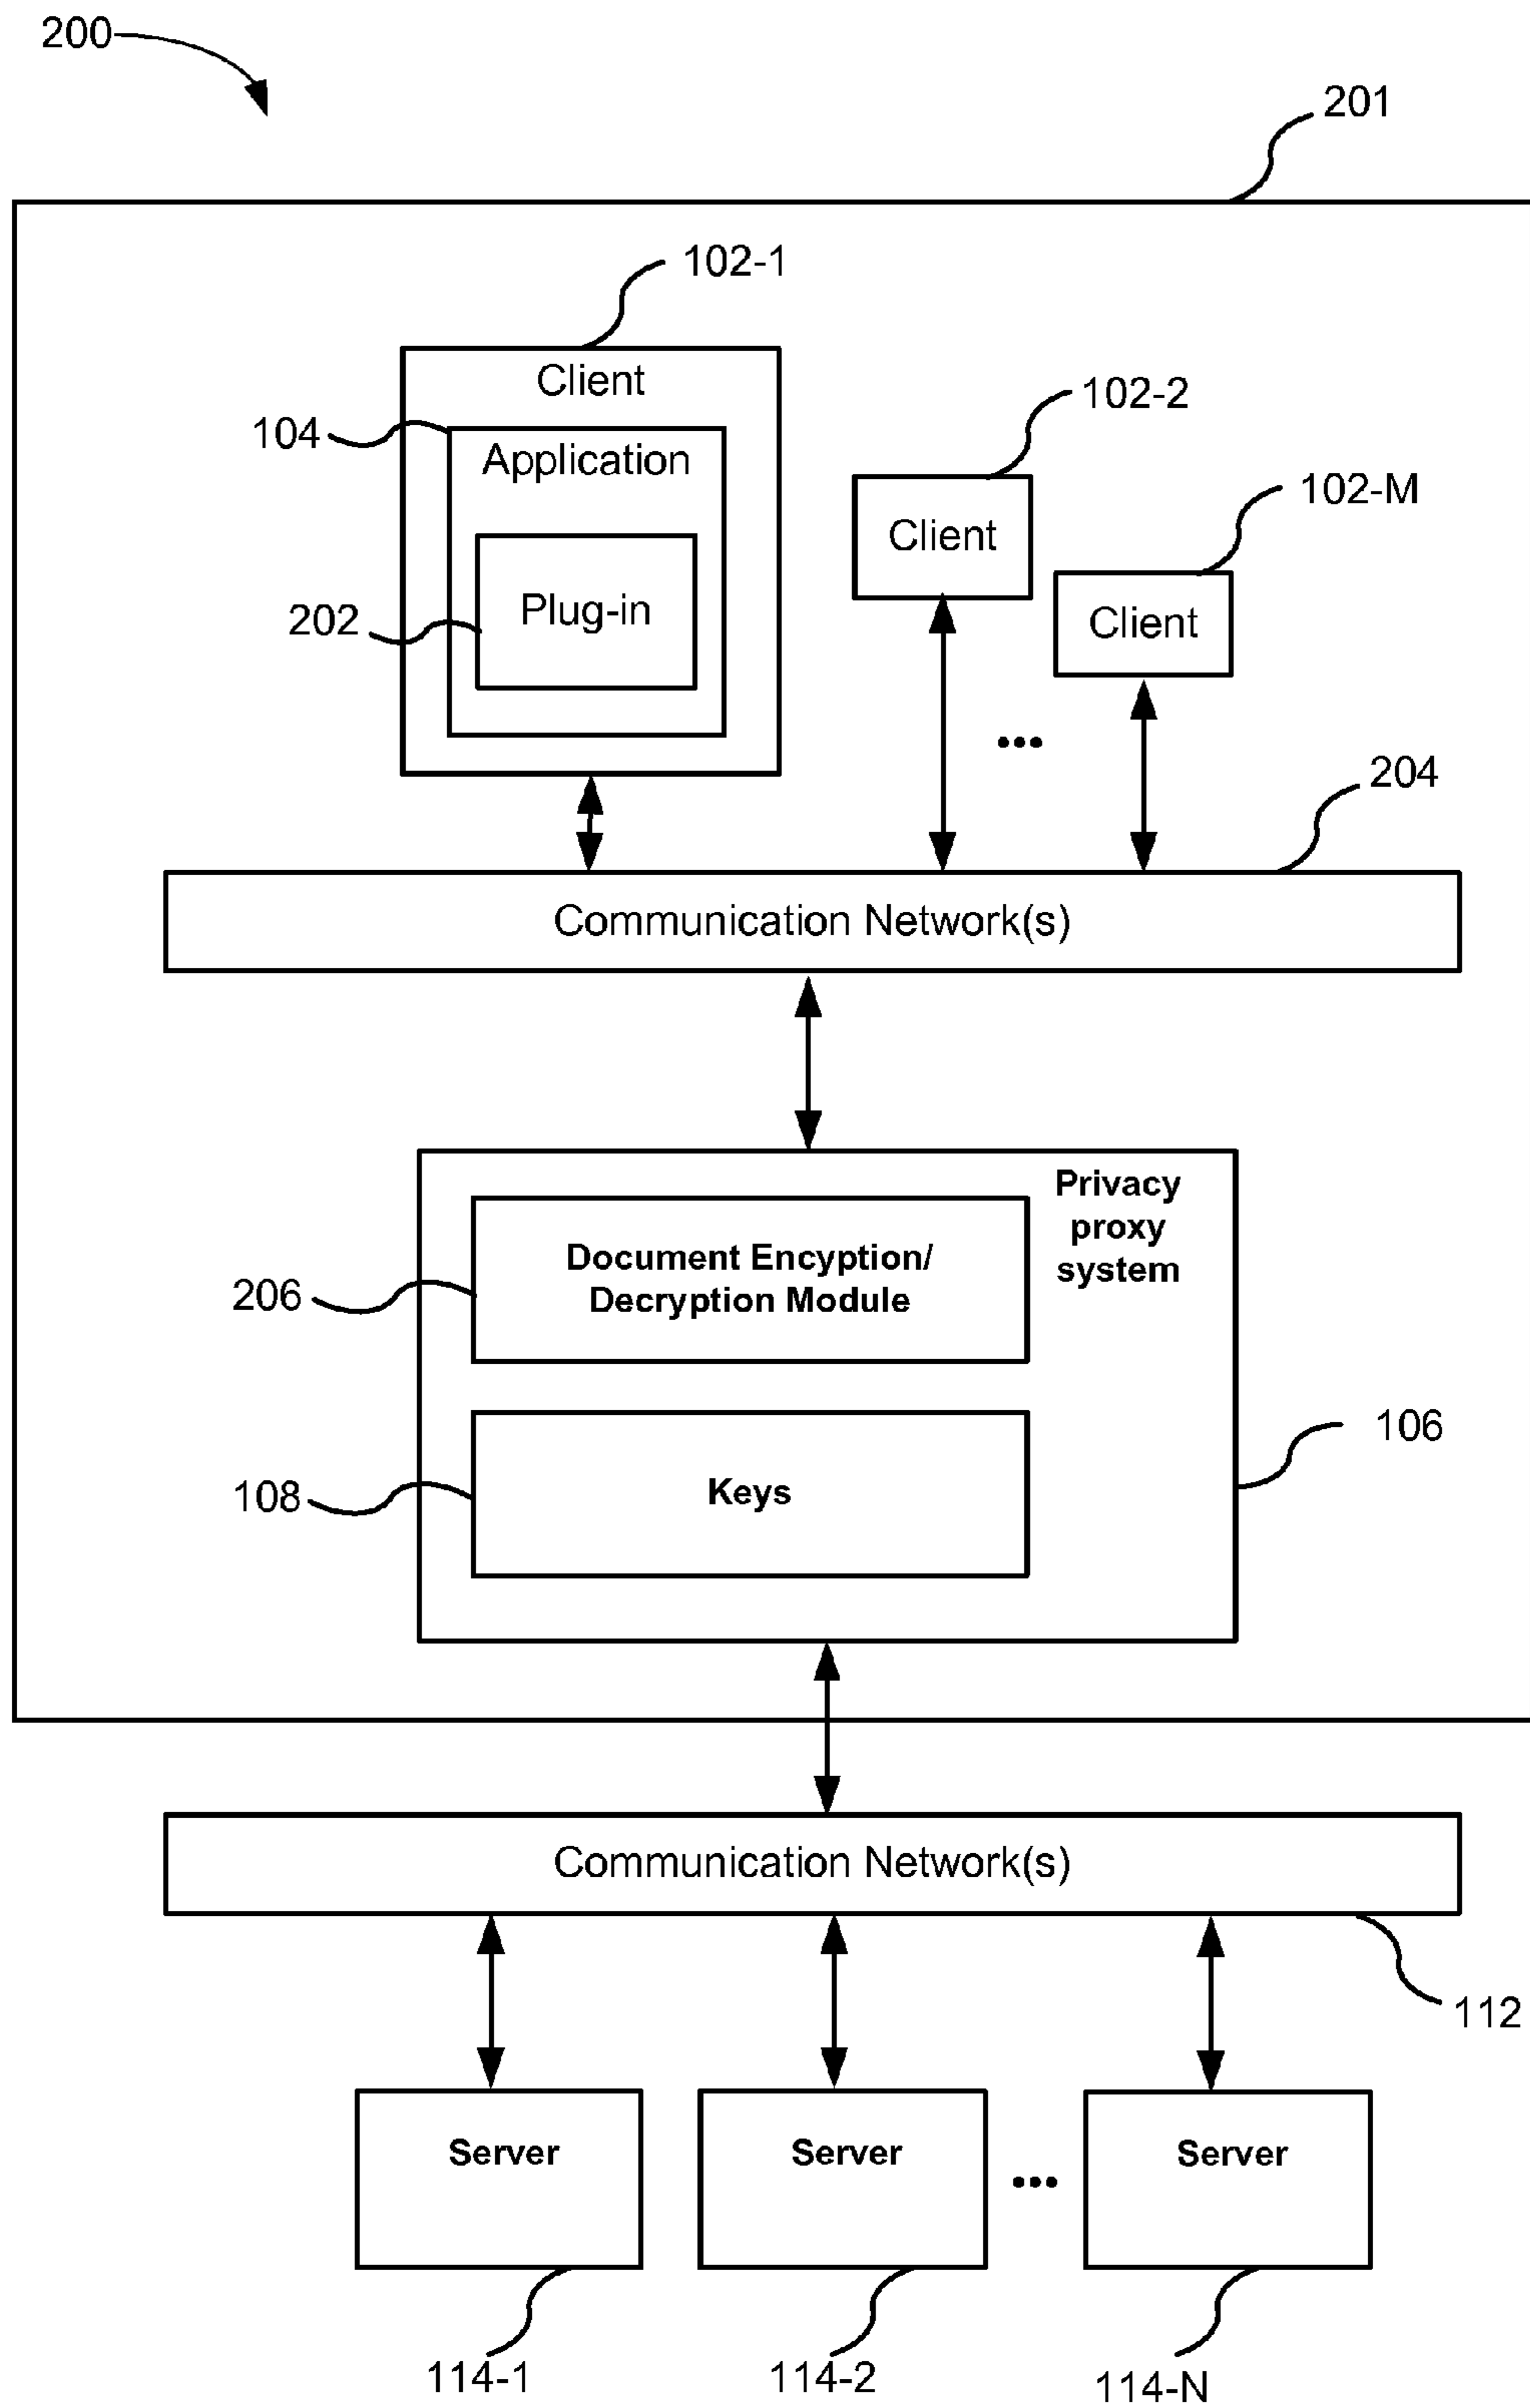 200
201
102-1
Client
102-2
104
Application
102-M
Client
202
Plug-in
Client
...
204
Communication Network(s)
Privacy
proxy
system
Document Encyption/
Decryption Module
206
106
108
Keys
Communication Network(s)
112
Server
Server
...
Server
114-1
114-2
114-N